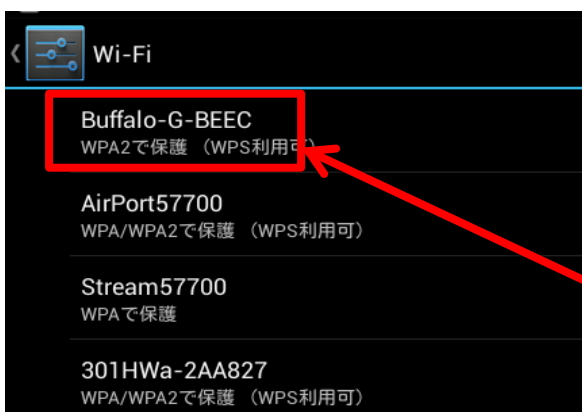 Wi-Fi
Buffalo-G-BEEC
WPA2で保護 （WPS利用可）
AirPort57700
WPA/WPA2で保護 （WPS利用可）
Stream57700
WPAで保護
301HWa-2AA827
WPA/WPA2で保護 （WPS利用可）